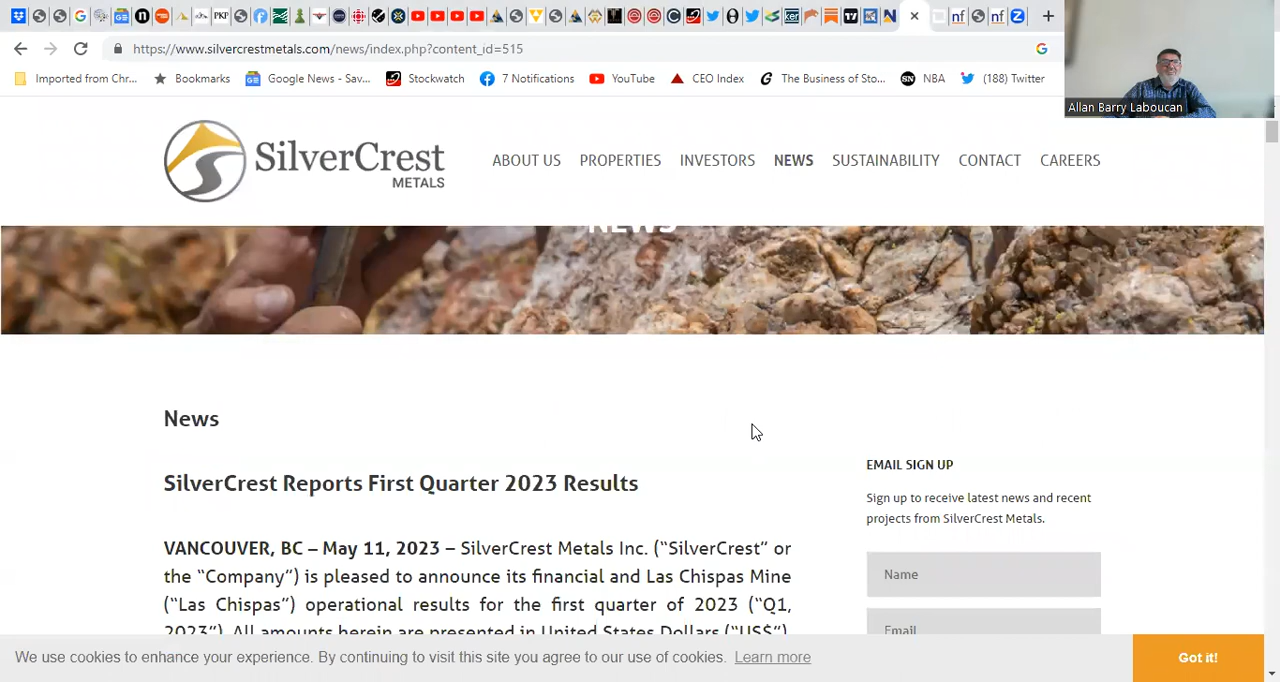 https://www.silvercrestmetals.com/news/index.php?content_id=515
Imported from Chr... Bookmarks Google News - Sav... Stockwatch 7 Notifications YouTube CEO Index The Business of Sto... NBA (188) Twitter
Allan Barry Laboucan
SilverCrest
METALS
ABOUT US PROPERTIES INVESTORS NEWS SUSTAINABILITY CONTACT CAREERS
NEWS
News
SilverCrest Reports First Quarter 2023 Results
VANCOUVER, BC – May 11, 2023 – SilverCrest Metals Inc. (“SilverCrest” or
the “Company”) is pleased to announce its financial and Las Chispas Mine
(“Las Chispas”) operational results for the first quarter of 2023 (“Q1,
2023”). All amounts herein are presented in United States Dollars (“US$”),
EMAIL SIGN UP
Sign up to receive latest news and recent
projects from SilverCrest Metals.
Name
Email
We use cookies to enhance your experience. By continuing to visit this site you agree to our use of cookies. Learn more
Got it!